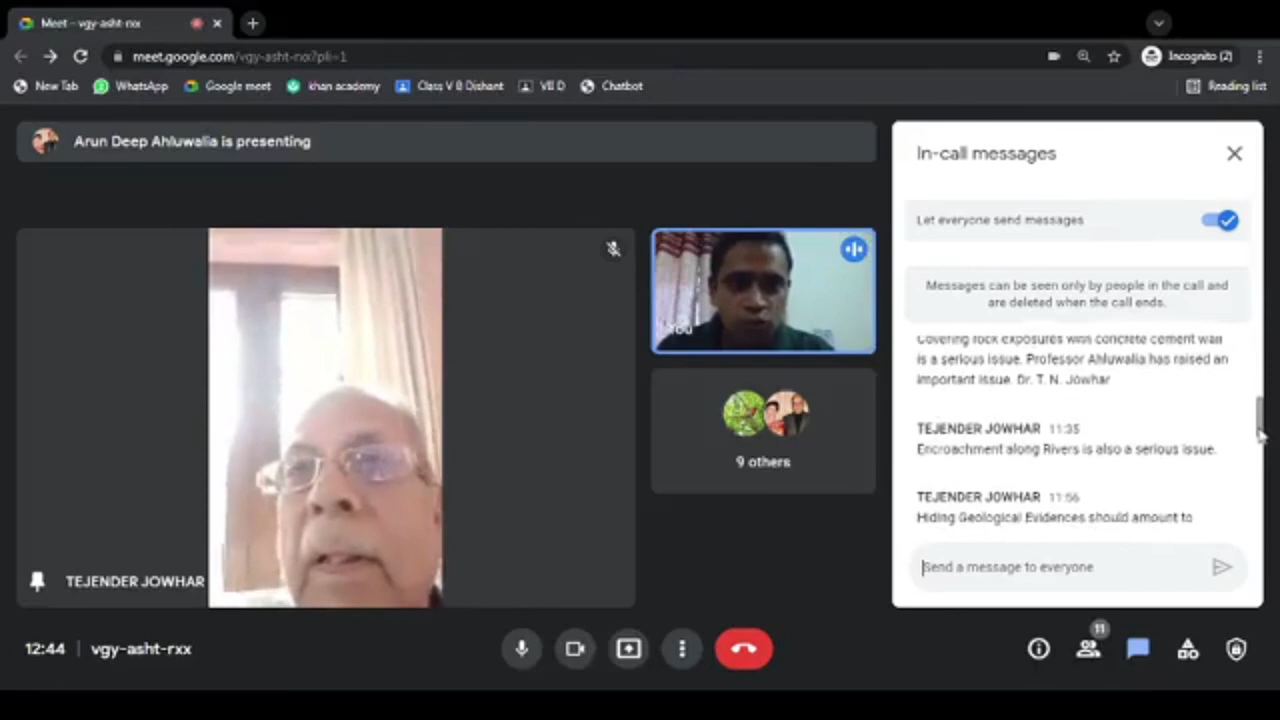 Meet – vgy-asht-rxx
meet.google.com/vgy-asht-rxx?pli=1
Incognito (2)
New Tab
WhatsApp
Google meet
khan academy
Class V B Dishant
VII D
Chatbot
Reading list
Arun Deep Ahluwalia is presenting
In-call messages
Let everyone send messages
Messages can be seen only by people in the call and
are deleted when the call ends.
Covering rock exposures with concrete cement wall
is a serious issue. Professor Ahluwalia has raised an
important issue. Dr. T. N. Jowhar
TEJENDER JOWHAR 11:35
Encroachment along Rivers is also a serious issue.
TEJENDER JOWHAR 11:56
Hiding Geological Evidences should amount to
Send a message to everyone
You
9 others
TEJENDER JOWHAR
12:44 | vgy-asht-rxx
11